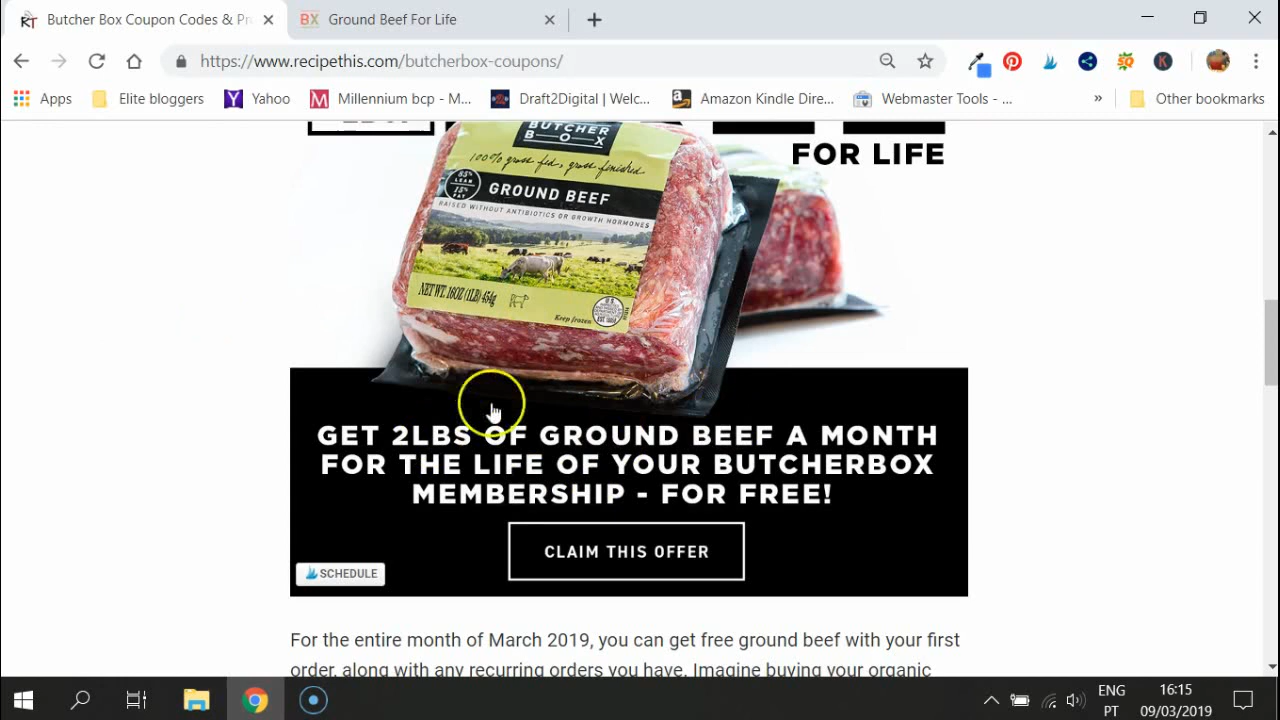 Butcher Box Coupon Codes & Pr
Ground Beef For Life
https://www.recipethis.com/butcherbox-coupons/
Apps
Elite bloggers
Yahoo
Millennium bcp - M...
Draft2Digital | Welc...
Amazon Kindle Dire...
Webmaster Tools - ...
»
Other bookmarks
FOR LIFE
BUTCHER
BOX
100% grass fed, grass finished
85%
LEAN
15%
FAT
GROUND BEEF
RAISED WITHOUT ANTIBIOTICS OR GROWTH HORMONES
NET WT. 16OZ (1LB) 454g
Keep frozen
GET 2LBS OF GROUND BEEF A MONTH
FOR THE LIFE OF YOUR BUTCHERBOX
MEMBERSHIP - FOR FREE!
CLAIM THIS OFFER
SCHEDULE
For the entire month of March 2019, you can get free ground beef with your first
order, along with any recurring orders you have. Imagine buying your organic
ENG
PT
16:15
09/03/2019